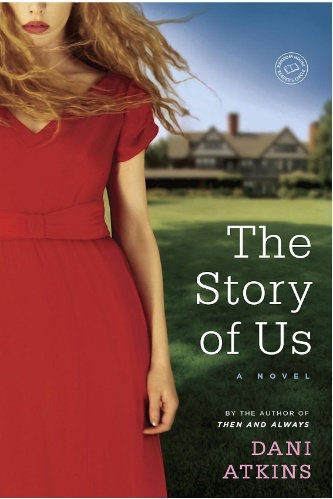 The
Story
of Us
A NOVEL
BY THE AUTHOR OF
THEN AND ALWAYS
DANI
ATKINS